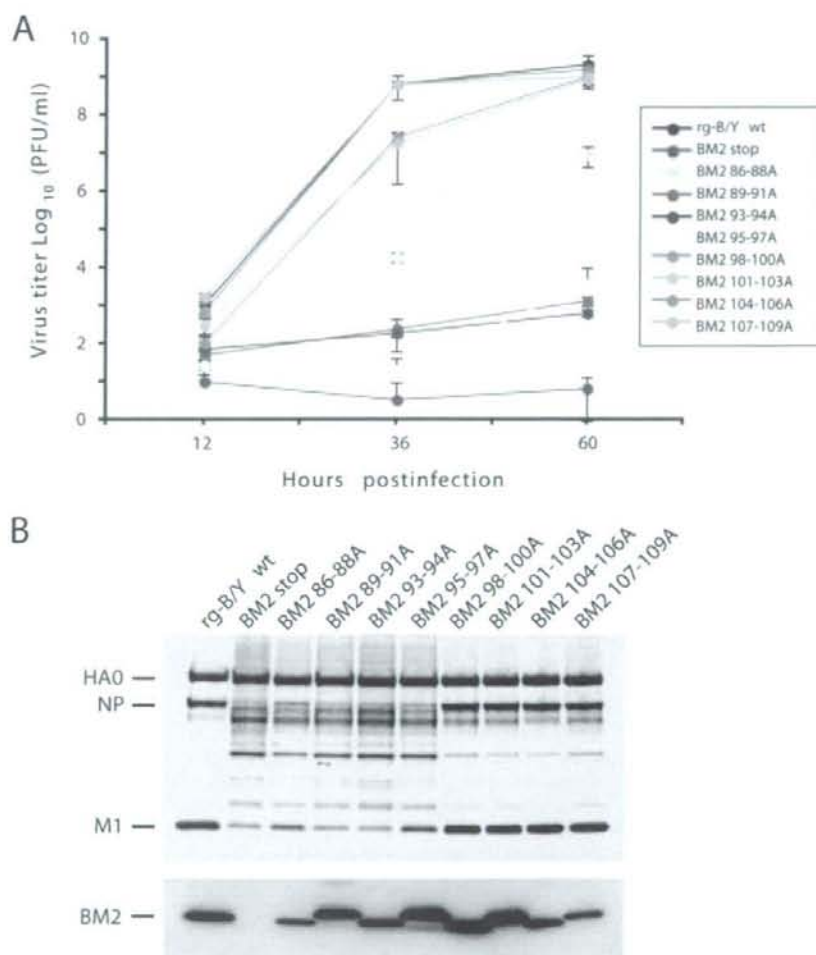 A
Virus titer Log 10 (PFU/ml)
10
8
6
4
2
0
12
36
60
Hours postinfection
rg-B/Y wt
BM2 stop
BM2 86-88A
BM2 89-91A
BM2 93-94A
BM2 95-97A
BM2 98-100A
BM2 101-103A
BM2 104-106A
BM2 107-109A
B
rg-B/Y wt
BM2 stop
BM2 86-88A
BM2 89-91A
BM2 93-94A
BM2 95-97A
BM2 98-100A
BM2 101-103A
BM2 104-106A
BM2 107-109A
HA0
NP
M1
BM2